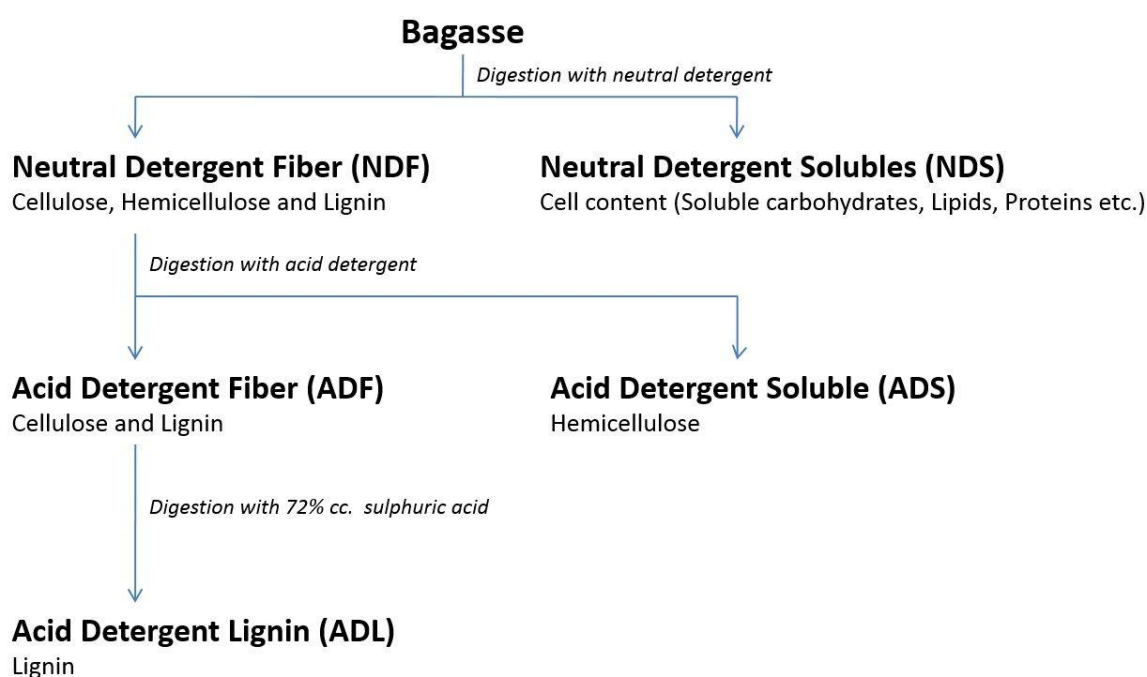 Bagasse
Digestion with neutral detergent
Neutral Detergent Fiber (NDF)
Cellulose, Hemicellulose and Lignin
Neutral Detergent Solubles (NDS)
Cell content (Soluble carbohydrates, Lipids, Proteins etc.)
Digestion with acid detergent
Acid Detergent Fiber (ADF)
Cellulose and Lignin
Acid Detergent Soluble (ADS)
Hemicellulose
Digestion with 72% cc. sulphuric acid
Acid Detergent Lignin (ADL)
Lignin